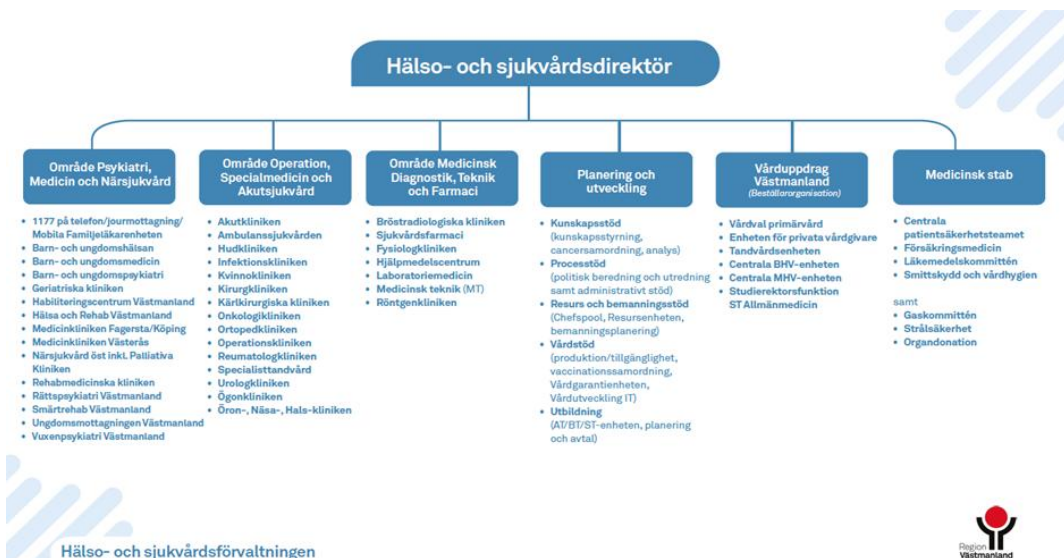 Hälso- och sjukvårdsdirektör
Område Psykiatri,
Medicin och Närsjukvård
• 1177 på telefon/jourmottagning/
Mobila Familjeläkarenheten
• Barn- och ungdomshälsan
• Barn- och ungdomsmedicin
• Barn- och ungdomspsykiatri
• Geriatriska kliniken
• Habiliteringscentrum Västmanland
• Hälsa och Rehab Västmanland
• Medicinkliniken Fagersta/Köping
• Medicinkliniken Västerås
• Närsjukvård öst inkl. Palliativa
Kliniken
• Rehabmedicinska kliniken
• Rättspsykiatri Västmanland
• Smärtrehab Västmanland
• Ungdomsmottagningen Västmanland
• Vuxenpsykiatri Västmanland
Område Operation,
Specialmedicin och
Akutsjukvård
• Akutkliniken
• Ambulanssjukvården
• Hudkliniken
• Infektionskliniken
• Kvinnokliniken
• Kirurgkliniken
• Kärlkirurgiska kliniken
• Onkologikliniken
• Ortopedkliniken
• Operationskliniken
• Reumatologkliniken
• Specialisttandvård
• Urologkliniken
• Ögonkliniken
• Öron-, Näsa-, Hals-kliniken
Område Medicinsk
Diagnostik, Teknik
och Farmaci
• Bröstradiologiska kliniken
• Sjukvårdsfarmaci
• Fysiologkliniken
• Hjälpmedelscentrum
• Laboratoriemedicin
• Medicinsk teknik (MT)
• Röntgenkliniken
Planering och
utveckling
• Kunskapsstöd
(kunskapsstyrning,
cancersamordning, analys)
• Processtöd
(politisk beredning och utredning
samt administrativt stöd)
• Resurs och bemanningsstöd
(Chefspool, Resursenheten,
bemanningsplanering)
• Vårdstöd
(produktion/tillgänglighet,
vaccinationssamordning,
Vårdgarantienheten,
Vårdutveckling IT)
• Utbildning
(AT/BT/ST-enheten, planering
och avtal)
Vårduppdrag
Västmanland
(Beställarorganisation)
• Vårdval primärvård
• Enheten för privata vårdgivare
• Tandvårdsenheten
• Centrala BHV-enheten
• Centrala MHV-enheten
• Studierektorsfunktion
ST Allmänmedicin
Medicinsk stab
• Centrala
patientsäkerhetsteamet
• Försäkringsmedicin
• Läkemedelskommittén
• Smittskydd och vårdhygien
samt
• Gaskommittén
• Strålsäkerhet
• Organdonation
Hälso- och sjukvårdsförvaltningen
Region
Västmanland